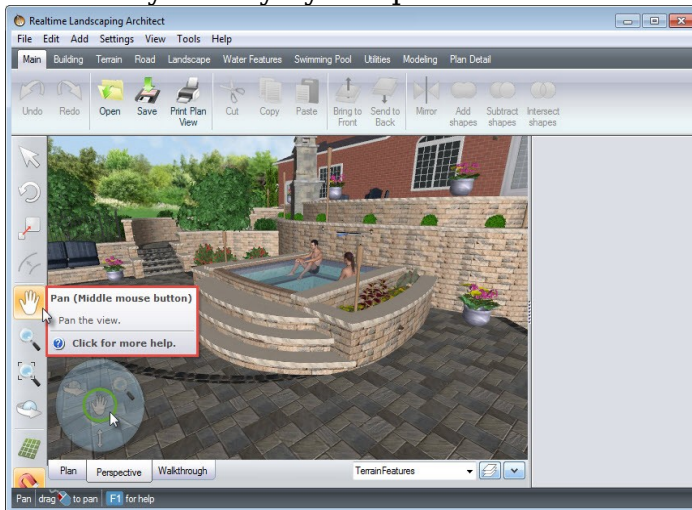 Realtime Landscaping Architect
File Edit Add Settings View Tools Help
Main Building Terrain Road Landscape Water Features Swimming Pool Utilities Modeling Plan Detail
Undo Redo Open Save Print Plan View Cut Copy Paste Bring to Front Send to Back Mirror Add shapes Subtract shapes Intersect shapes
Pan (Middle mouse button)
Pan the view.
Click for more help.
Plan Perspective Walkthrough TerrainFeatures
Pan drag to pan F1 for help